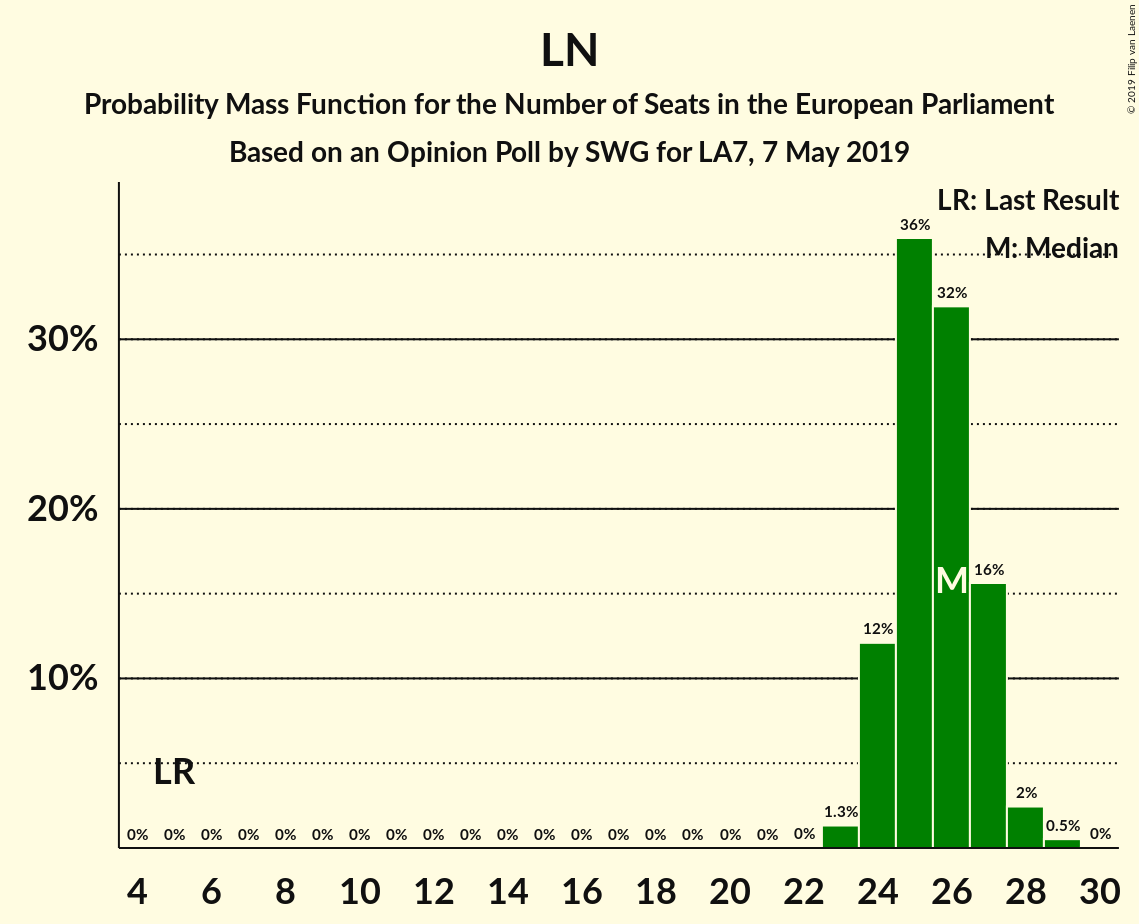 LN
Probability Mass Function for the Number of Seats in the European Parliament
Based on an Opinion Poll by SWG for LA7, 7 May 2019
© 2019 Filip van Laenen
LR: Last Result
M: Median
36%
32%
30%
20%
M
16%
12%
10%
LR
2%
1.3%
0.5%
0% 0% 0% 0% 0% 0% 0% 0% 0% 0% 0% 0% 0% 0% 0% 0% 0% 0% 0% 0%
4 6 8 10 12 14 16 18 20 22 24 26 28 30